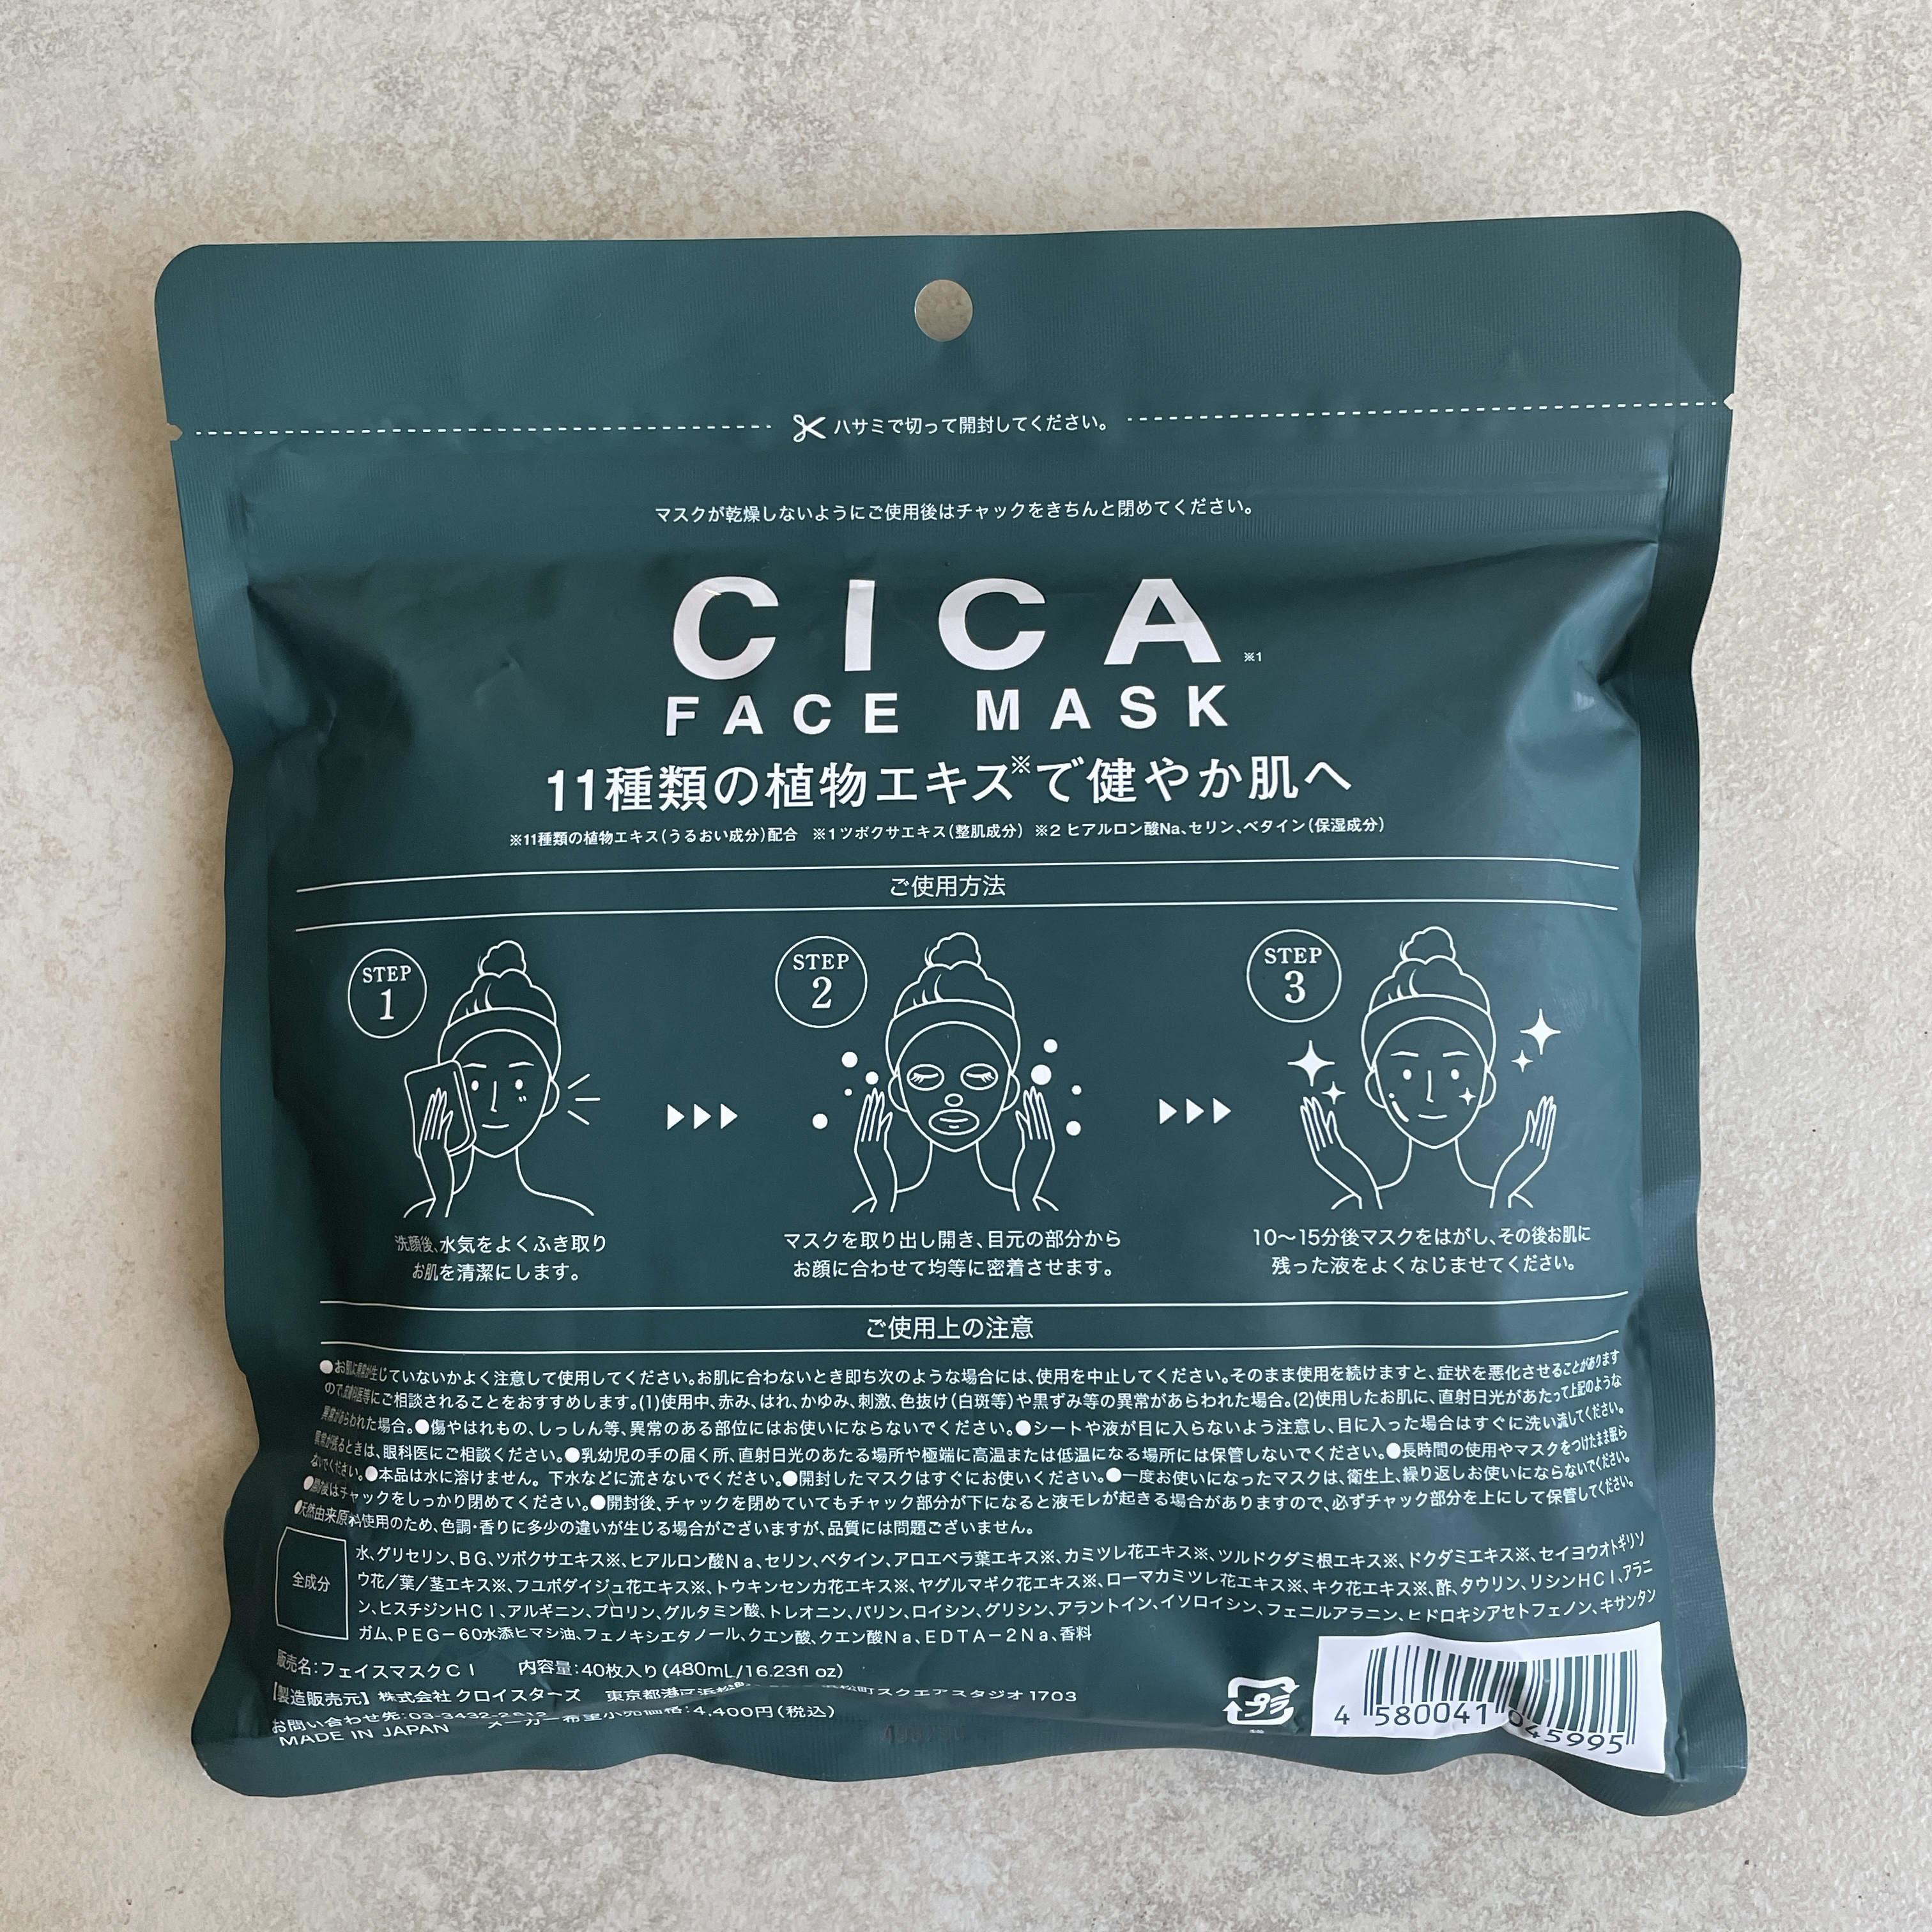 ハサミで切って開封してください。
マスクが乾燥しないようにご使用後はチャックをきちんと閉めてください。
CICA※1
FACE MASK
11種類の植物エキス※で健やか肌へ
※11種類の植物エキス(うるおい成分)配合 ※1 ツボクサエキス(整肌成分) ※2 ヒアルロン酸Na、セリン、ベタイン(保湿成分)
ご使用方法
STEP
1
STEP
2
STEP
3
洗顔後、水気をよくふき取り
お肌を清潔にします。
マスクを取り出し開き、目元の部分から
お顔に合わせて均等に密着させます。
10〜15分後マスクをはがし、その後お肌に
残った液をよくなじませてください。
ご使用上の注意
●お肌に異常が生じていないかよく注意して使用してください。お肌に合わないとき即ち次のような場合には、使用を中止してください。そのまま使用を続けますと、症状を悪化させることがあります
ので、皮膚科医等にご相談されることをおすすめします。(1)使用中、赤み、はれ、かゆみ、刺激、色抜け(白斑等)や黒ずみ等の異常があらわれた場合。(2)使用したお肌に、直射日光があたって上記のような
異常があらわれた場合。●傷やはれもの、しっしん等、異常のある部位にはお使いにならないでください。●シートや液が目に入らないよう注意し、目に入った場合はすぐに洗い流してください。
異常が残るときは、眼科医にご相談ください。●乳幼児の手の届く所、直射日光のあたる場所や極端に高温または低温になる場所には保管しないでください。●長時間の使用やマスクをつけたまま眠ら
ないでください。●本品は水に溶けません。下水などに流さないでください。●開封したマスクはすぐにお使いください。●一度お使いになったマスクは、衛生上、繰り返しお使いにならないでください。
●開封後はチャックをしっかり閉めてください。●開封後、チャックを閉めていてもチャック部分が下になると液モレが起きる場合がありますので、必ずチャック部分を上にして保管してください。
●天然由来原料使用のため、色調・香りに多少の違いが生じる場合がございますが、品質には問題ございません。
全成分
水、グリセリン、BG、ツボクサエキス※、ヒアルロン酸Na、セリン、ベタイン、アロエベラ葉エキス※、カミツレ花エキス※、ツルドクダミ根エキス※、ドクダミエキス※、セイヨウオトギリソ
ウ花/葉/茎エキス※、フユボダイジュ花エキス※、トウキンセンカ花エキス※、ヤグルマギク花エキス※、ローマカミツレ花エキス※、キク花エキス※、酢、タウリン、リシンHCl、アラニ
ン、ヒスチジンHCl、アルギニン、プロリン、グルタミン酸、トレオニン、バリン、ロイシン、グリシン、アラントイン、イソロイシン、フェニルアラニン、ヒドロキシアセトフェノン、キサンタン
ガム、PEG-60水添ヒマシ油、フェノキシエタノール、クエン酸、クエン酸Na、EDTA-2Na、香料
販売名:フェイスマスクCI 内容量:40枚入り(480mL/16.23fl oz)
【製造販売元】株式会社 クロイスターズ 東京都港区浜松町 浜松町スクエアスタジオ 1703
お問い合わせ先:03-3432-2612 メーカー希望小売価格:4,400円(税込)
MADE IN JAPAN
プラ
4 580041 045995